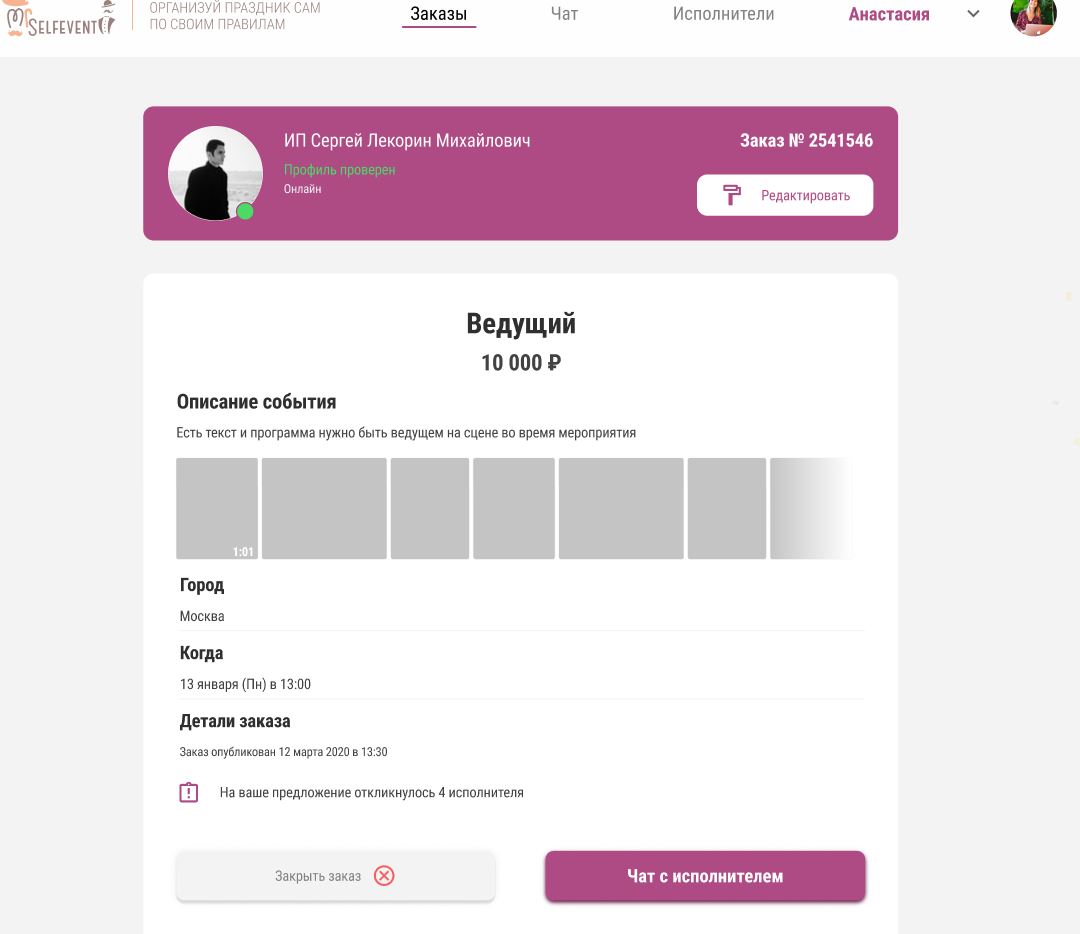 SELFEVENT
ОРГАНИЗУЙ ПРАЗДНИК САМ
ПО СВОИМ ПРАВИЛАМ
Заказы
Чат
Исполнители
Анастасия
ИП Сергей Лекорин Михайлович
Профиль проверен
Онлайн
Заказ № 2541546
Редактировать
Ведущий
10 000 ₽
Описание события
Есть текст и программа нужно быть ведущем на сцене во время мероприятия
1:01
Город
Москва
Когда
13 января (Пн) в 13:00
Детали заказа
Заказ опубликован 12 марта 2020 в 13:30
На ваше предложение откликнулось 4 исполнителя
Закрыть заказ
Чат с исполнителем